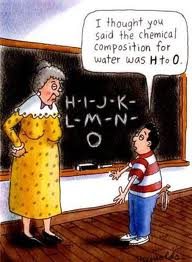 I thought you
said the chemical
composition for
water was H to O.
H-I-J-K-
L-M-N-
O